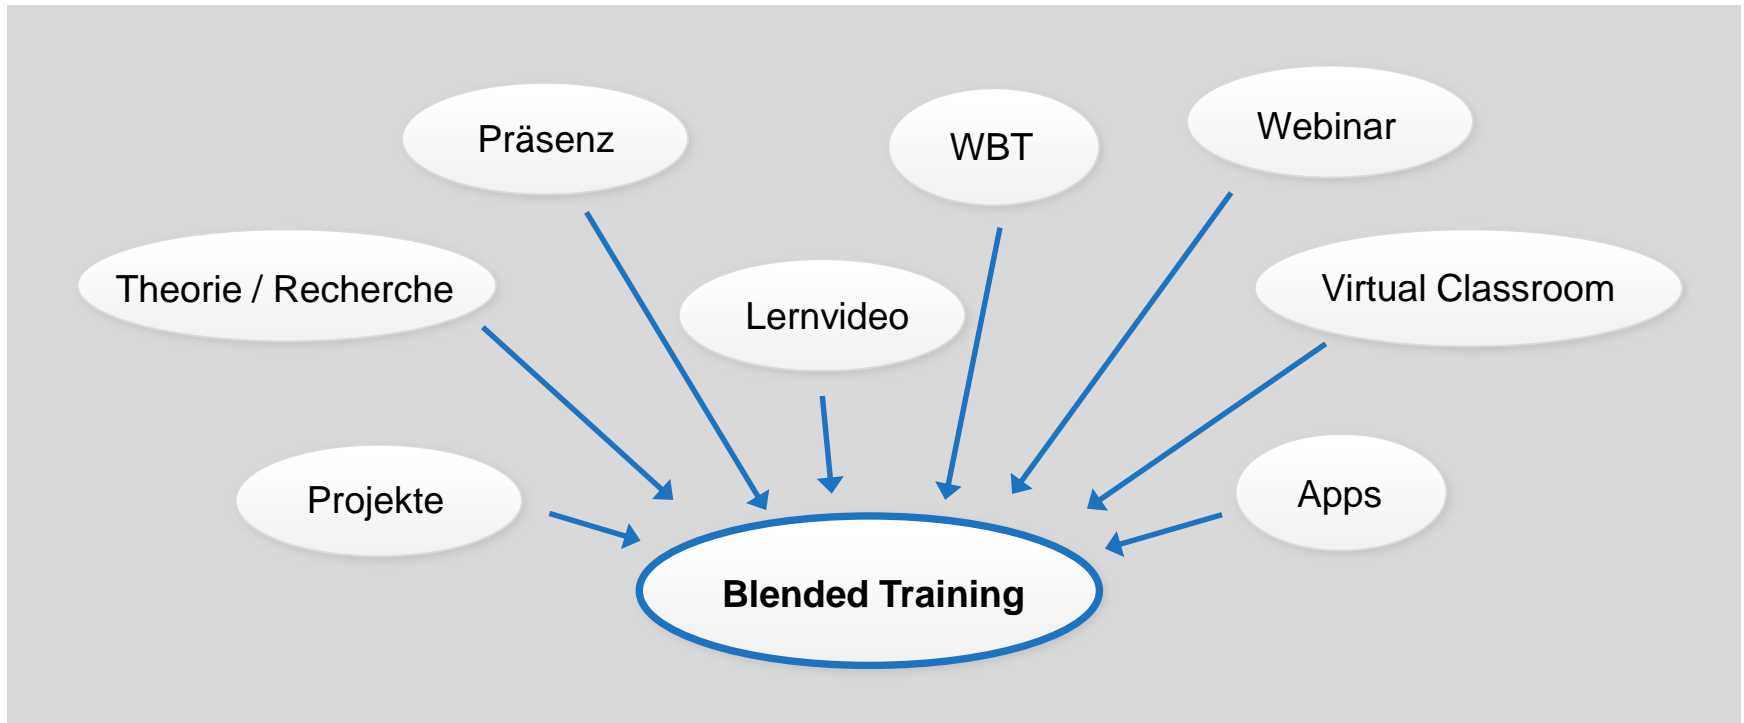 Präsenz
WBT
Webinar
Theorie / Recherche
Lernvideo
Virtual Classroom
Projekte
Apps
Blended Training